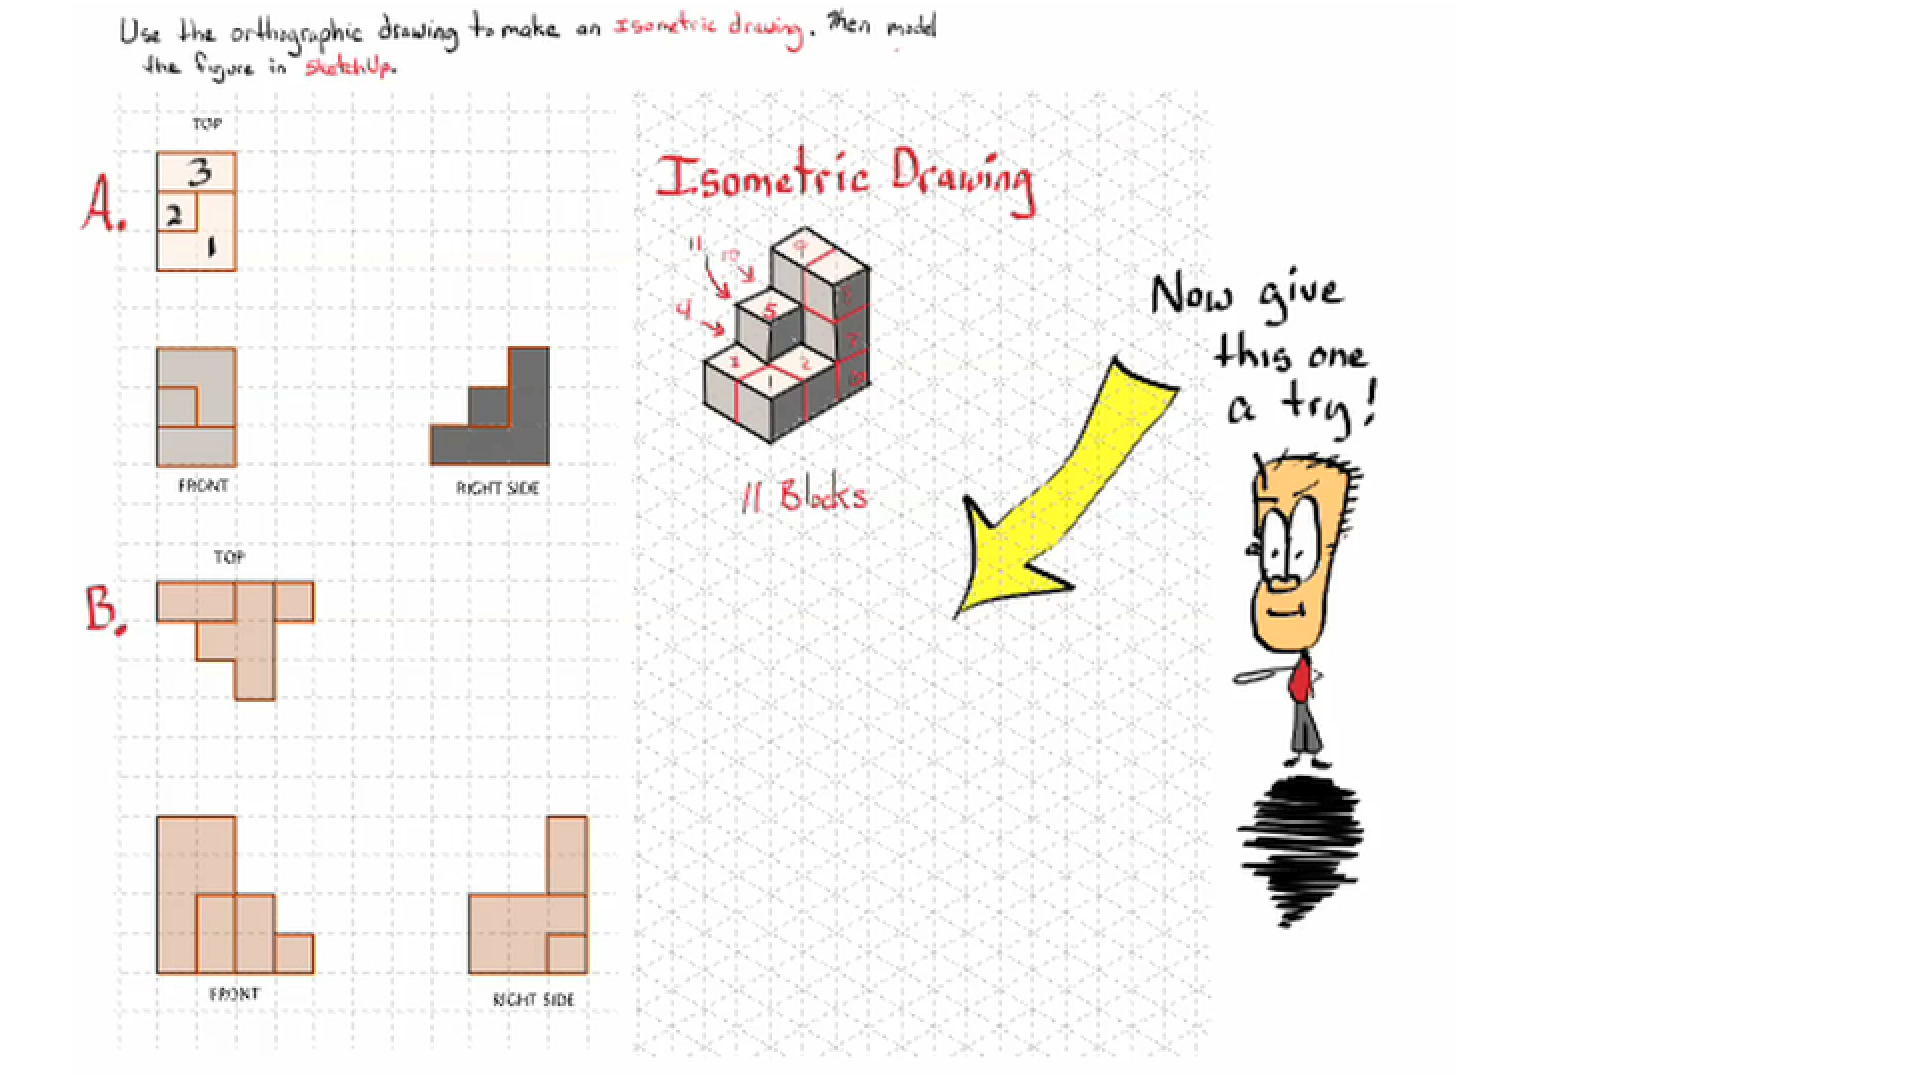 Use the orthographic drawing to make an Isometric drawing. Then model
the figure in SketchUp.
TOP
3
A.
2
1
FRONT
RIGHT SIDE
TOP
B.
FRONT
RIGHT SIDE
Isometric Drawing
11
10
9
4
5
3
2
1
7
11 Blocks
Now give
this one
a try!